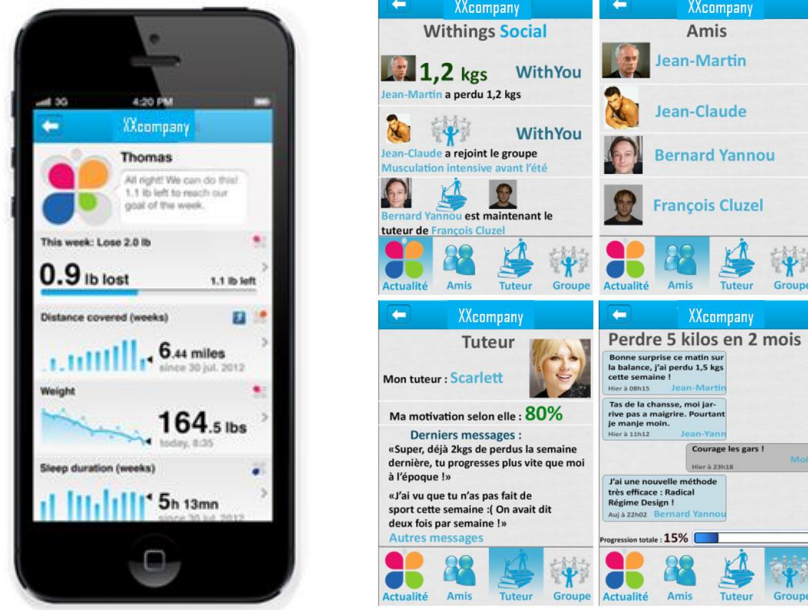 3G
4:20 PM
XXcompany
Thomas
All right! We can do this!
1.1 lb left to reach our
goal of the week.
This week: Lose 2.0 lb
0.9 lb lost
1.1 lb left
Distance covered (weeks)
6.44 miles
since 30 jul. 2012
Weight
164.5 lbs
today, 8:35
Sleep duration (weeks)
5h 13mn
since 30 jul. 2012
XXcompany
Withings Social
1,2 kgs
WithYou
Jean-Martin a perdu 1,2 kgs
WithYou
Jean-Claude a rejoint le groupe
Musculation intensive avant l'été
Bernard Yannou est maintenant le
tuteur de François Cluzel
Actualité Amis Tuteur Groupe
XXcompany
Amis
Jean-Martin
Jean-Claude
Bernard Yannou
François Cluzel
Actualité Amis Tuteur Groupe
XXcompany
Tuteur
Mon tuteur : Scarlett
Ma motivation selon elle : 80%
Derniers messages :
«Super, déjà 2kgs de perdus la semaine
dernière, tu progresses plus vite que moi
à l'époque !»
«J'ai vu que tu n'as pas fait de
sport cette semaine :( On avait dit
deux fois par semaine !»
Autres messages
Actualité Amis Tuteur Groupe
XXcompany
Perdre 5 kilos en 2 mois
Bonne surprise ce matin sur
la balance, j'ai perdu 1,5 kgs
cette semaine !
Hier à 08h15 Jean-Martin
Tas de la chansse, moi jar-
rive pas a maigrire. Pourtant
je manje moin.
Hier à 11h12 Jean-Yann
Courage les gars !
Hier à 23h18 Moi
J'ai une nouvelle méthode
très efficace : Radical
Régime Design !
Auj à 22h02 Bernard Yannou
Progression totale : 15%
Actualité Amis Tuteur Groupe